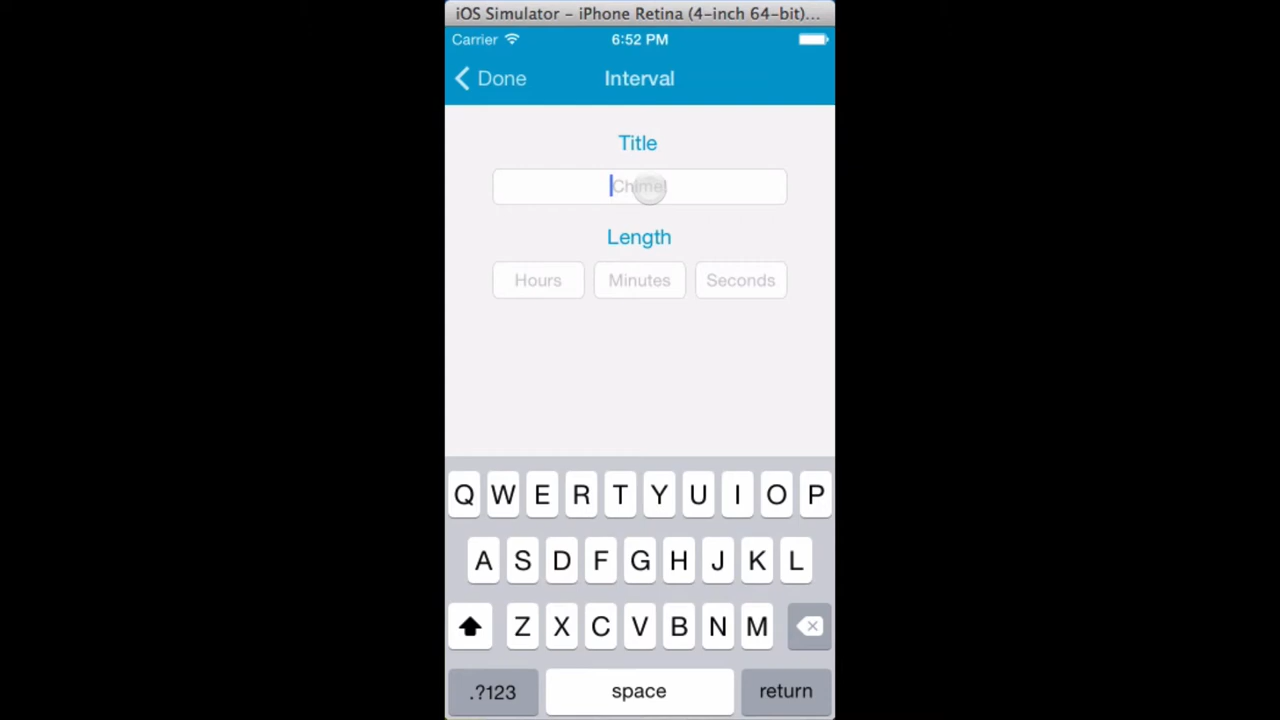 iOS Simulator - iPhone Retina (4-inch 64-bit)...
Carrier 6:52 PM
Done Interval
Title
Chime!
Length
Hours Minutes Seconds
Q W E R T Y U I O P
A S D F G H J K L
Z X C V B N M
.?123 space return